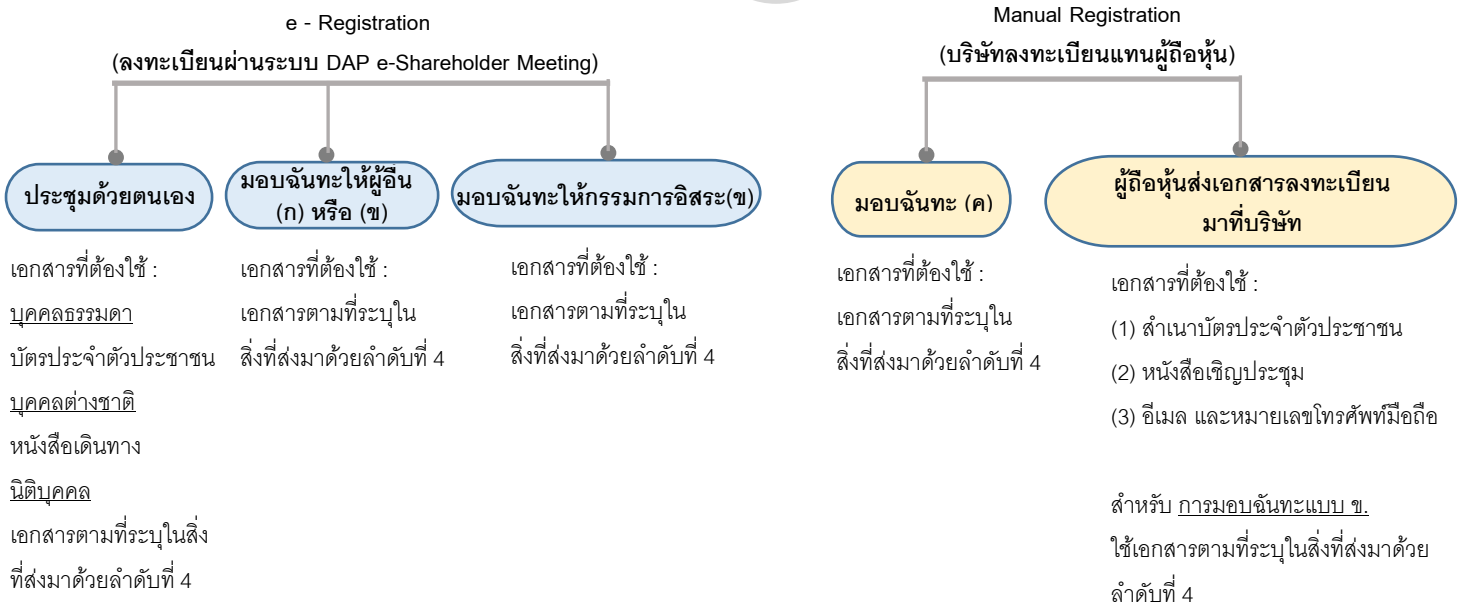 e - Registration
(ลงทะเบียนผ่านระบบ DAP e-Shareholder Meeting)
ประชุมด้วยตนเอง
เอกสารที่ต้องใช้ :
บุคคลธรรมดา
บัตรประจำตัวประชาชน
บุคคลต่างชาติ
หนังสือเดินทาง
นิติบุคคล
เอกสารตามที่ระบุในสิ่ง
ที่ส่งมาด้วยลำดับที่ 4
มอบฉันทะให้ผู้อื่น
(ก) หรือ (ข)
เอกสารที่ต้องใช้ :
เอกสารตามที่ระบุใน
สิ่งที่ส่งมาด้วยลำดับที่ 4
มอบฉันทะให้กรรมการอิสระ(ข)
เอกสารที่ต้องใช้ :
เอกสารตามที่ระบุใน
สิ่งที่ส่งมาด้วยลำดับที่ 4
Manual Registration
(บริษัทลงทะเบียนแทนผู้ถือหุ้น)
มอบฉันทะ (ค)
เอกสารที่ต้องใช้ :
เอกสารตามที่ระบุใน
สิ่งที่ส่งมาด้วยลำดับที่ 4
ผู้ถือหุ้นส่งเอกสารลงทะเบียน
มาที่บริษัท
เอกสารที่ต้องใช้ :
(1) สำเนาบัตรประจำตัวประชาชน
(2) หนังสือเชิญประชุม
(3) อีเมล และหมายเลขโทรศัพท์มือถือ
สำหรับ การมอบฉันทะแบบ ข.
ใช้เอกสารตามที่ระบุในสิ่งที่ส่งมาด้วย
ลำดับที่ 4